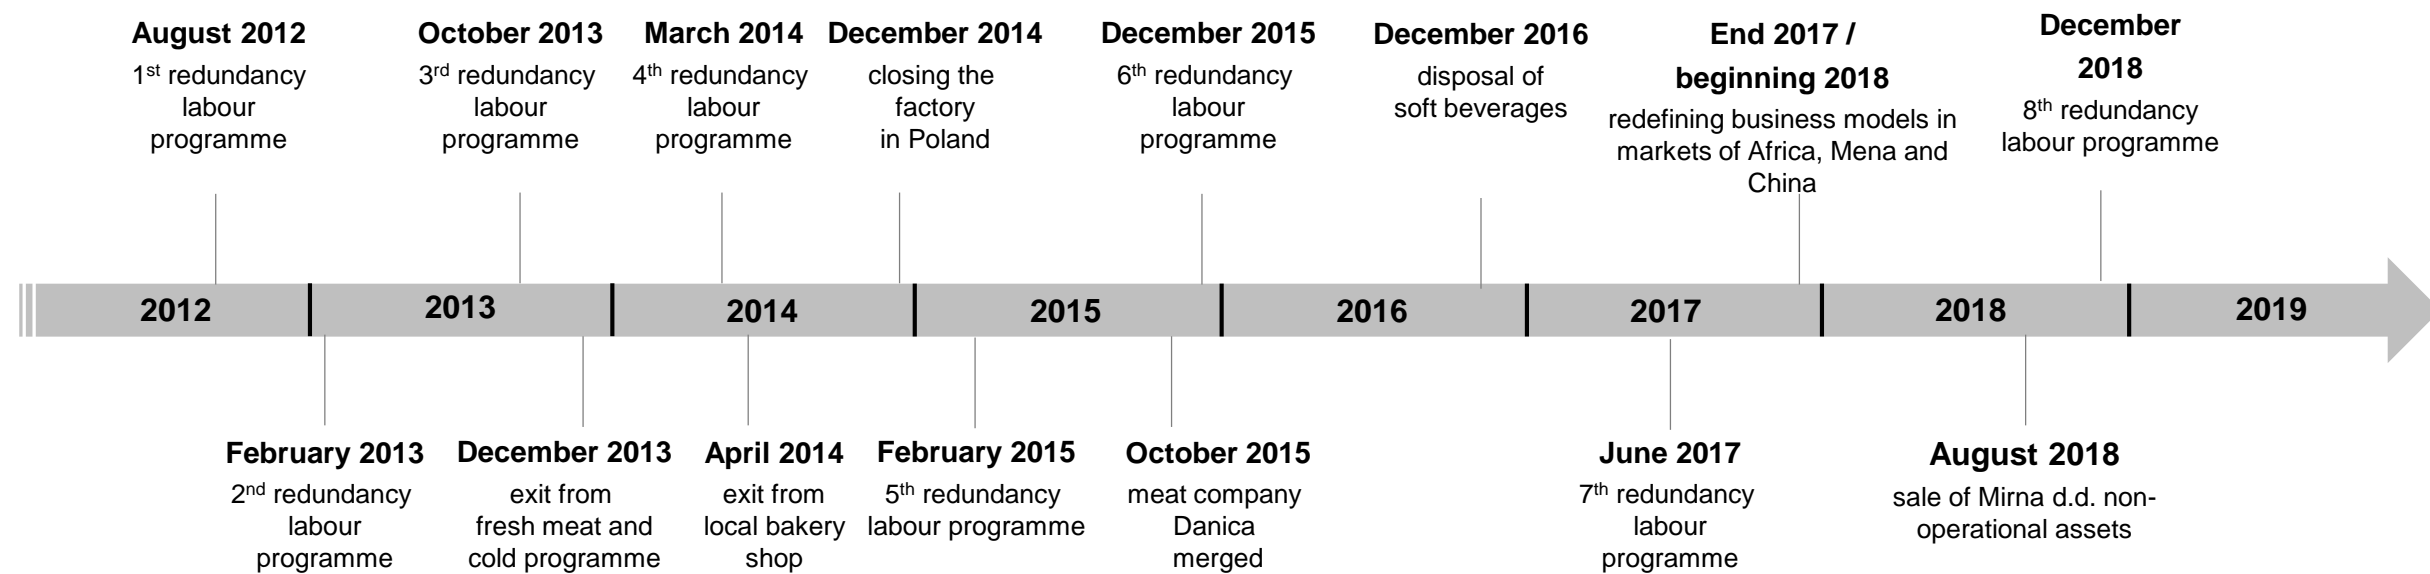 August 2012
1st redundancy
labour
programme
October 2013
3rd redundancy
labour
programme
March 2014
4th redundancy
labour
programme
December 2014
closing the
factory
in Poland
December 2015
6th redundancy
labour
programme
December 2016
disposal of
soft beverages
End 2017 /
beginning 2018
redefining business models in
markets of Africa, Mena and
China
December
2018
8th redundancy
labour programme
2012
2013
2014
2015
2016
2017
2018
2019
February 2013
2nd redundancy
labour
programme
December 2013
exit from
fresh meat and
cold programme
April 2014
exit from
local bakery
shop
February 2015
5th redundancy
labour programme
October 2015
meat company
Danica
merged
June 2017
7th redundancy
labour
programme
August 2018
sale of Mirna d.d. non-
operational assets